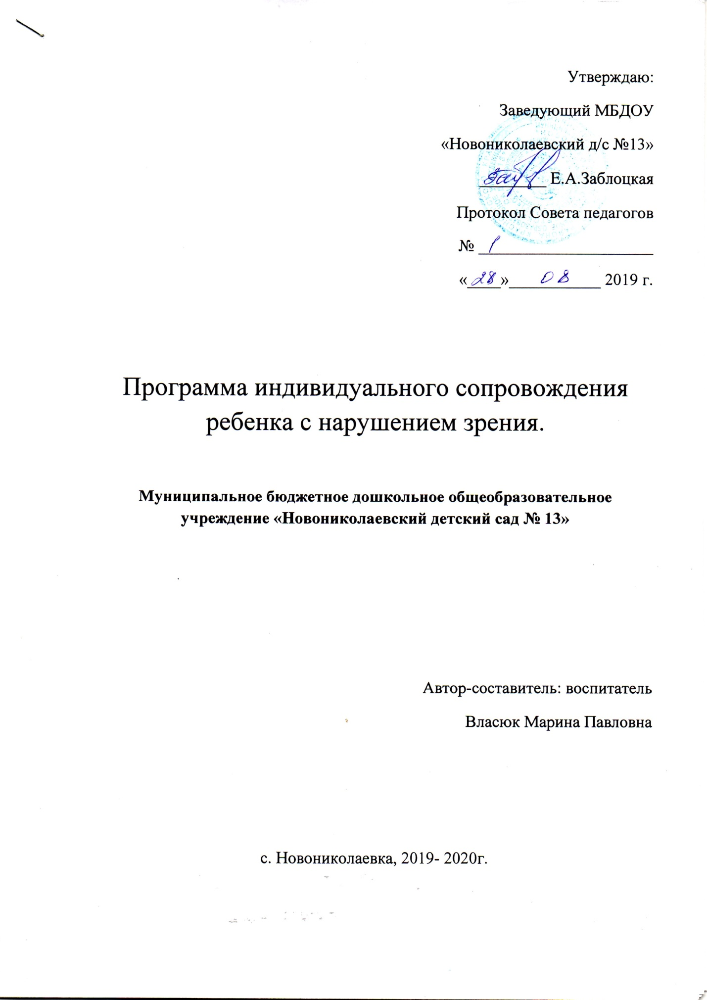 Утверждаю:
Заведующий МБДОУ
«Новониколаевский д/с №13»
________ Е.А.Заблоцкая
Протокол Совета педагогов
№ 1
«28» 08 2019 г.
Программа индивидуального сопровождения
ребенка с нарушением зрения.
Муниципальное бюджетное дошкольное общеобразовательное
учреждение «Новониколаевский детский сад № 13»
Автор-составитель: воспитатель
Власюк Марина Павловна
с. Новониколаевка, 2019- 2020г.